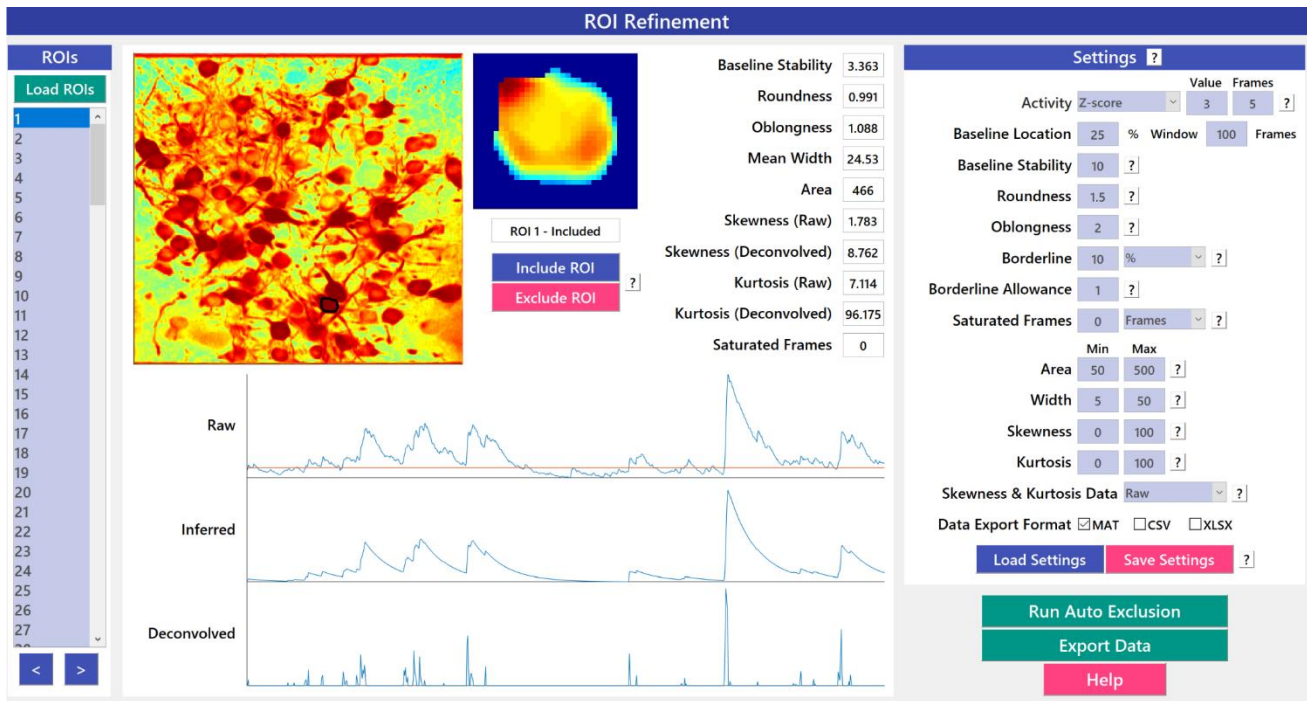 ROI Refinement
ROIs
Load ROIs
1
2
3
4
5
6
7
8
9
10
11
12
13
14
15
16
17
18
19
20
21
22
23
24
25
26
27
< >
Baseline Stability 3.363
Roundness 0.991
Oblongness 1.088
Mean Width 24.53
Area 466
Skewness (Raw) 1.783
Skewness (Deconvolved) 8.762
Kurtosis (Raw) 7.114
Kurtosis (Deconvolved) 96.175
Saturated Frames 0
ROI 1 - Included
Include ROI
Exclude ROI
?
Raw
Inferred
Deconvolved
Settings ?
Value Frames
Activity Z-score 3 5 ?
Baseline Location 25 % Window 100 Frames
Baseline Stability 10 ?
Roundness 1.5 ?
Oblongness 2 ?
Borderline 10 % ?
Borderline Allowance 1 ?
Saturated Frames 0 Frames ?
Min Max
Area 50 500 ?
Width 5 50 ?
Skewness 0 100 ?
Kurtosis 0 100 ?
Skewness & Kurtosis Data Raw ?
Data Export Format MAT CSV XLSX
Load Settings Save Settings ?
Run Auto Exclusion
Export Data
Help